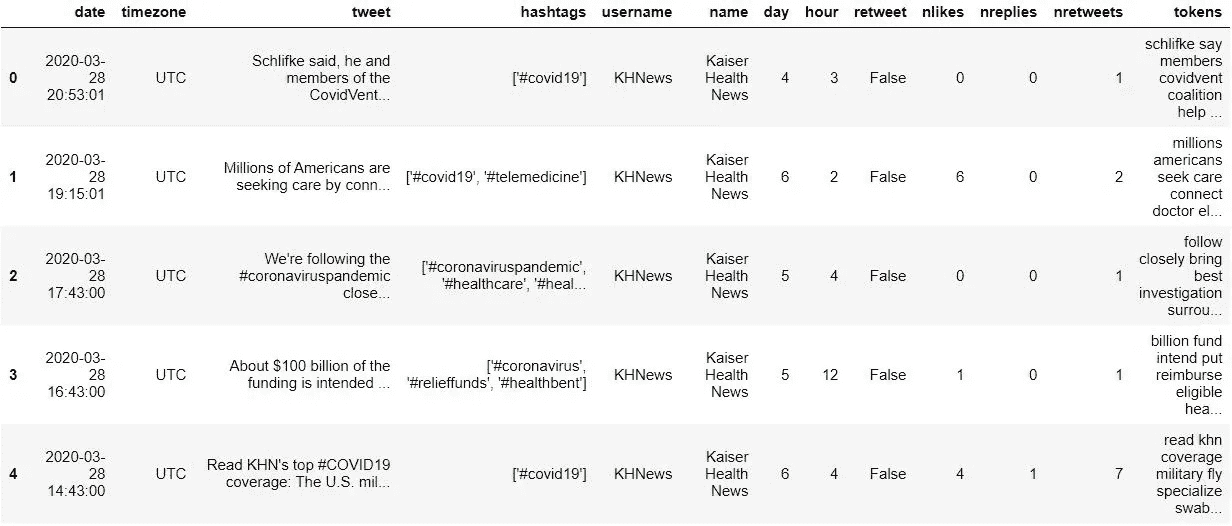 date timezone tweet hashtags username name day hour retweet nlikes nreplies nretweets tokens
0 2020-03-28 20:53:01 UTC Schlifke said, he and members of the CovidVent... ['#covid19'] KHNews Kaiser Health News 4 3 False 0 0 1 schlifke say members covidvent coalition help ...
1 2020-03-28 19:15:01 UTC Millions of Americans are seeking care by conn... ['#covid19', '#telemedicine'] KHNews Kaiser Health News 6 2 False 6 0 2 millions americans seek care connect doctor el...
2 2020-03-28 17:43:00 UTC We're following the #coronaviruspandemic close... ['#coronaviruspandemic', '#healthcare', '#heal... KHNews Kaiser Health News 5 4 False 0 0 1 follow closely bring best investigation surrou...
3 2020-03-28 16:43:00 UTC About $100 billion of the funding is intended ... ['#coronavirus', '#relieffunds', '#healthbent'] KHNews Kaiser Health News 5 12 False 1 0 1 billion fund intend put reimburse eligible hea...
4 2020-03-28 14:43:00 UTC Read KHN's top #COVID19 coverage: The U.S. mil... ['#covid19'] KHNews Kaiser Health News 6 4 False 4 1 7 read khn coverage military fly specialize swab...